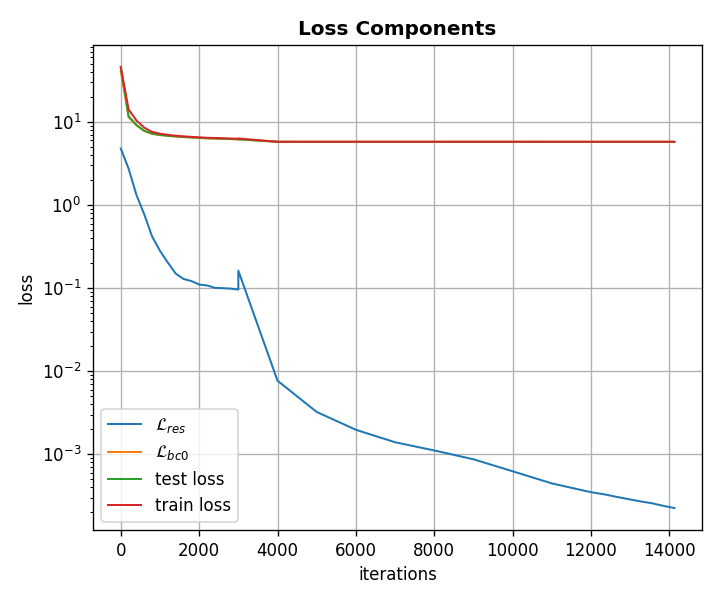 Loss Components
loss
10¹
10⁰
10⁻¹
10⁻²
10⁻³
ℒ_res
ℒ_bc0
test loss
train loss
0 2000 4000 6000 8000 10000 12000 14000
iterations